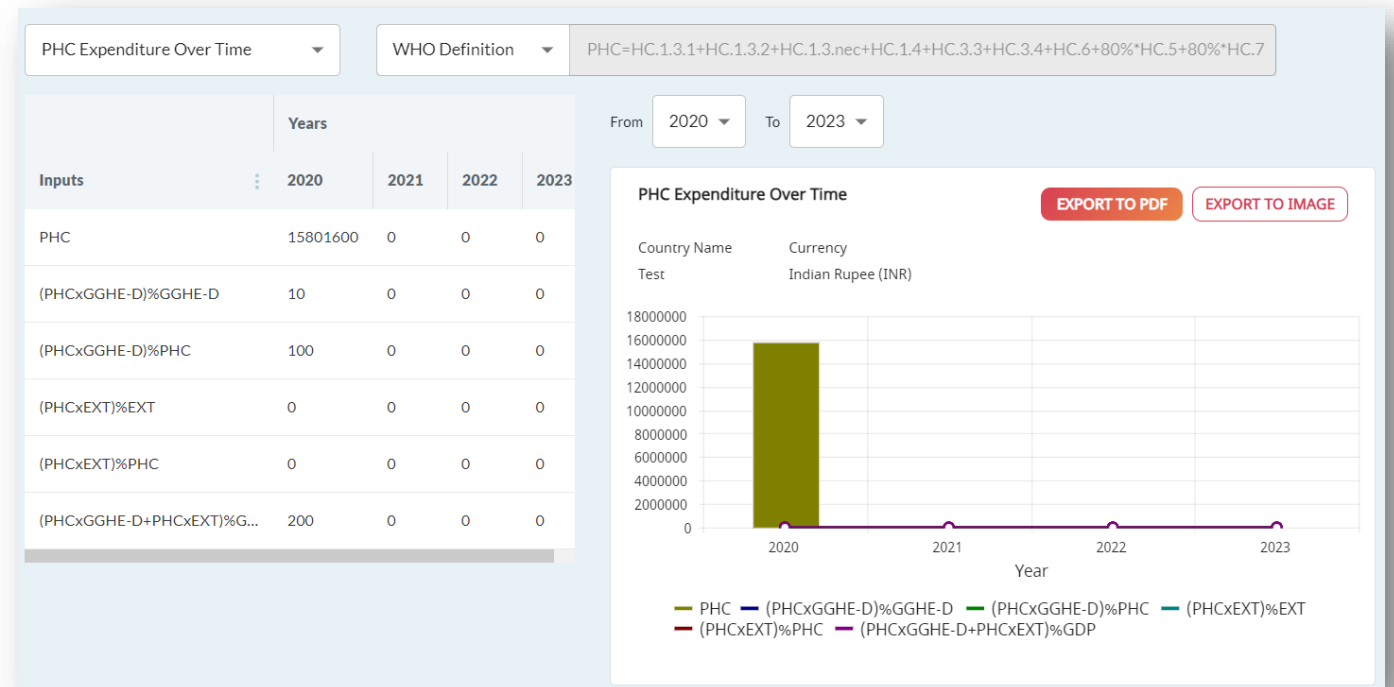 PHC Expenditure Over Time
WHO Definition
PHC=HC.1.3.1+HC.1.3.2+HC.1.3.nec+HC.1.4+HC.3.3+HC.3.4+HC.6+80%*HC.5+80%*HC.7
Years
Inputs 2020 2021 2022 2023
PHC 15801600 0 0 0
(PHCxGGHE-D)%GGHE-D 10 0 0 0
(PHCxGGHE-D)%PHC 100 0 0 0
(PHCxEXT)%EXT 0 0 0 0
(PHCxEXT)%PHC 0 0 0 0
(PHCxGGHE-D+PHCxEXT)%G... 200 0 0 0
From 2020 To 2023
PHC Expenditure Over Time
EXPORT TO PDF EXPORT TO IMAGE
Country Name Currency
Test Indian Rupee (INR)
18000000
16000000
14000000
12000000
10000000
8000000
6000000
4000000
2000000
0
2020 2021 2022 2023
Year
PHC (PHCxGGHE-D)%GGHE-D (PHCxGGHE-D)%PHC (PHCxEXT)%EXT
(PHCxEXT)%PHC (PHCxGGHE-D+PHCxEXT)%GDP